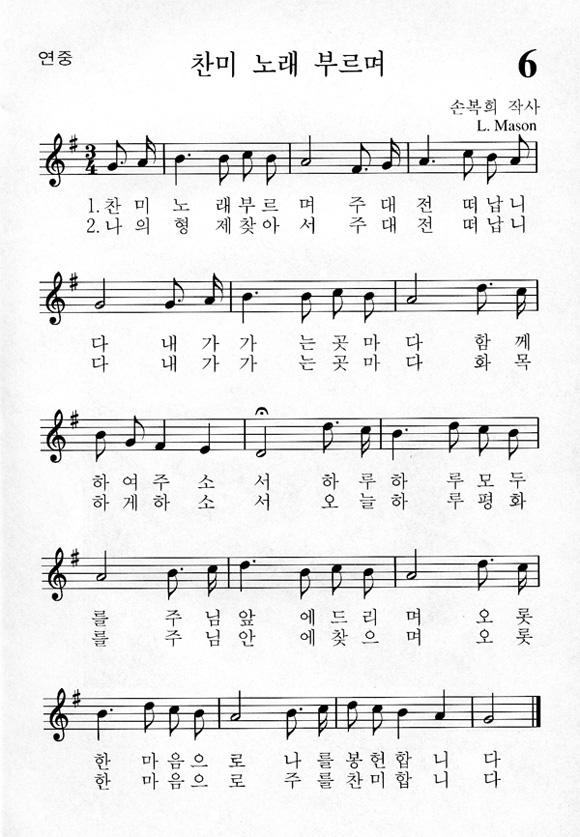 연중
찬미 노래 부르며
6
손복희 작사
L. Mason
3
4
1. 찬 미 노 래 부 르 며 주 대 전 떠 납 니
2. 나 의 형 제 찾 아 서 주 대 전 떠 납 니
다 내 가 가 는 곳 마 다 함 께
다 내 가 가 는 곳 마 다 화 목
하 여 주 소 서 하 루 하 루 모 두
하 게 하 소 서 오 늘 하 루 평 화
를 주 님 앞 에 드 리 며 오 롯
를 주 님 안 에 찾 으 며 오 롯
한 마 음 으 로 나 를 봉 헌 합 니 다
한 마 음 으 로 주 를 찬 미 합 니 다